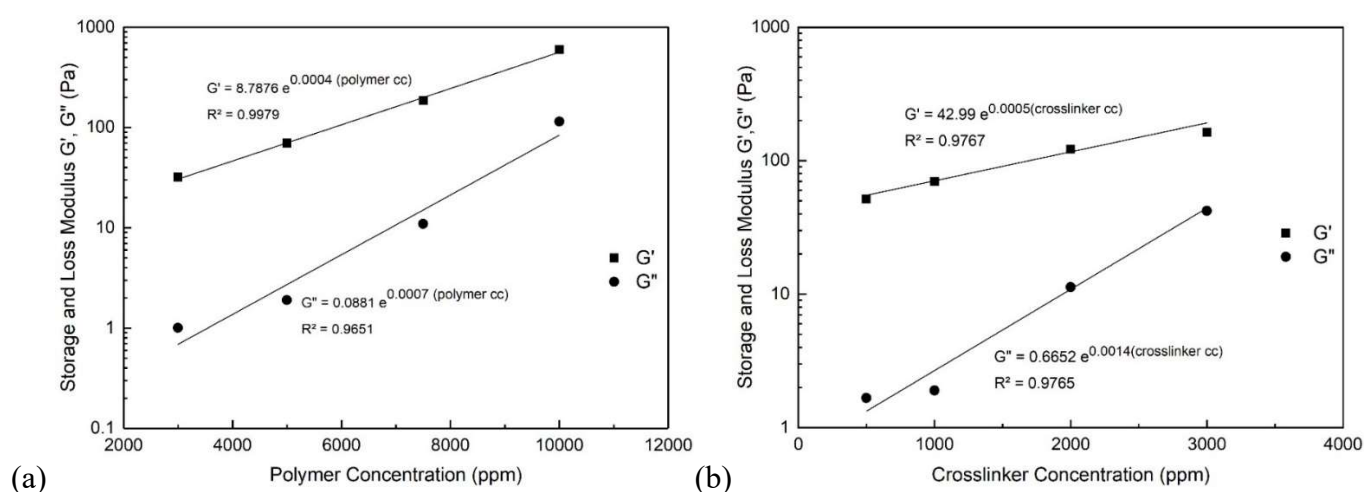 Storage and Loss Modulus G', G" (Pa)
1000
100
10
1
0.1
G' = 8.7876 e^0.0004 (polymer cc)
R² = 0.9979
G'
G"
G" = 0.0881 e^0.0007 (polymer cc)
R² = 0.9651
2000 4000 6000 8000 10000 12000
(a) Polymer Concentration (ppm)
Storage and Loss Modulus G',G" (Pa)
1000
100
10
1
G' = 42.99 e^0.0005(crosslinker cc)
R² = 0.9767
G'
G"
G" = 0.6652 e^0.0014(crosslinker cc)
R² = 0.9765
0 1000 2000 3000 4000
(b) Crosslinker Concentration (ppm)